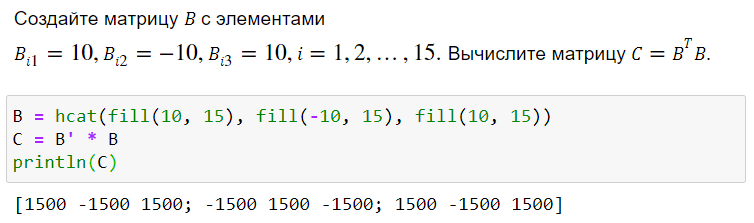 Создайте матрицу B с элементами
B_{i1} = 10, B_{i2} = −10, B_{i3} = 10, i = 1, 2, … , 15. Вычислите матрицу C = B^T B.
B = hcat(fill(10, 15), fill(-10, 15), fill(10, 15))
C = B' * B
println(C)
[1500 -1500 1500; -1500 1500 -1500; 1500 -1500 1500]